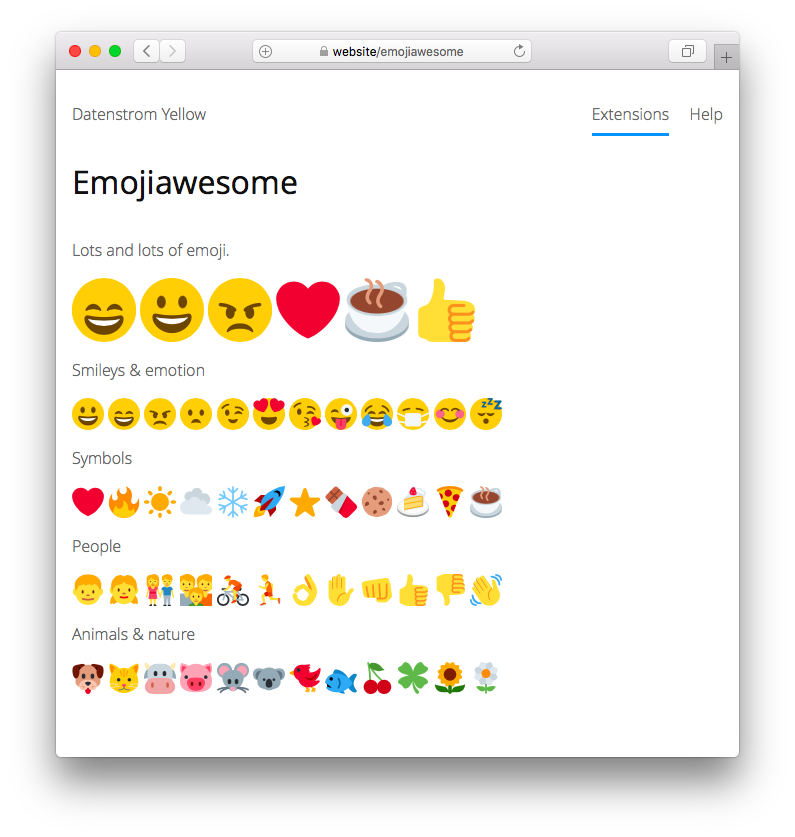 website/emojiawesome
Datenstrom Yellow
Extensions
Help
Emojiawesome
Lots and lots of emoji.
Smileys & emotion
Symbols
People
Animals & nature